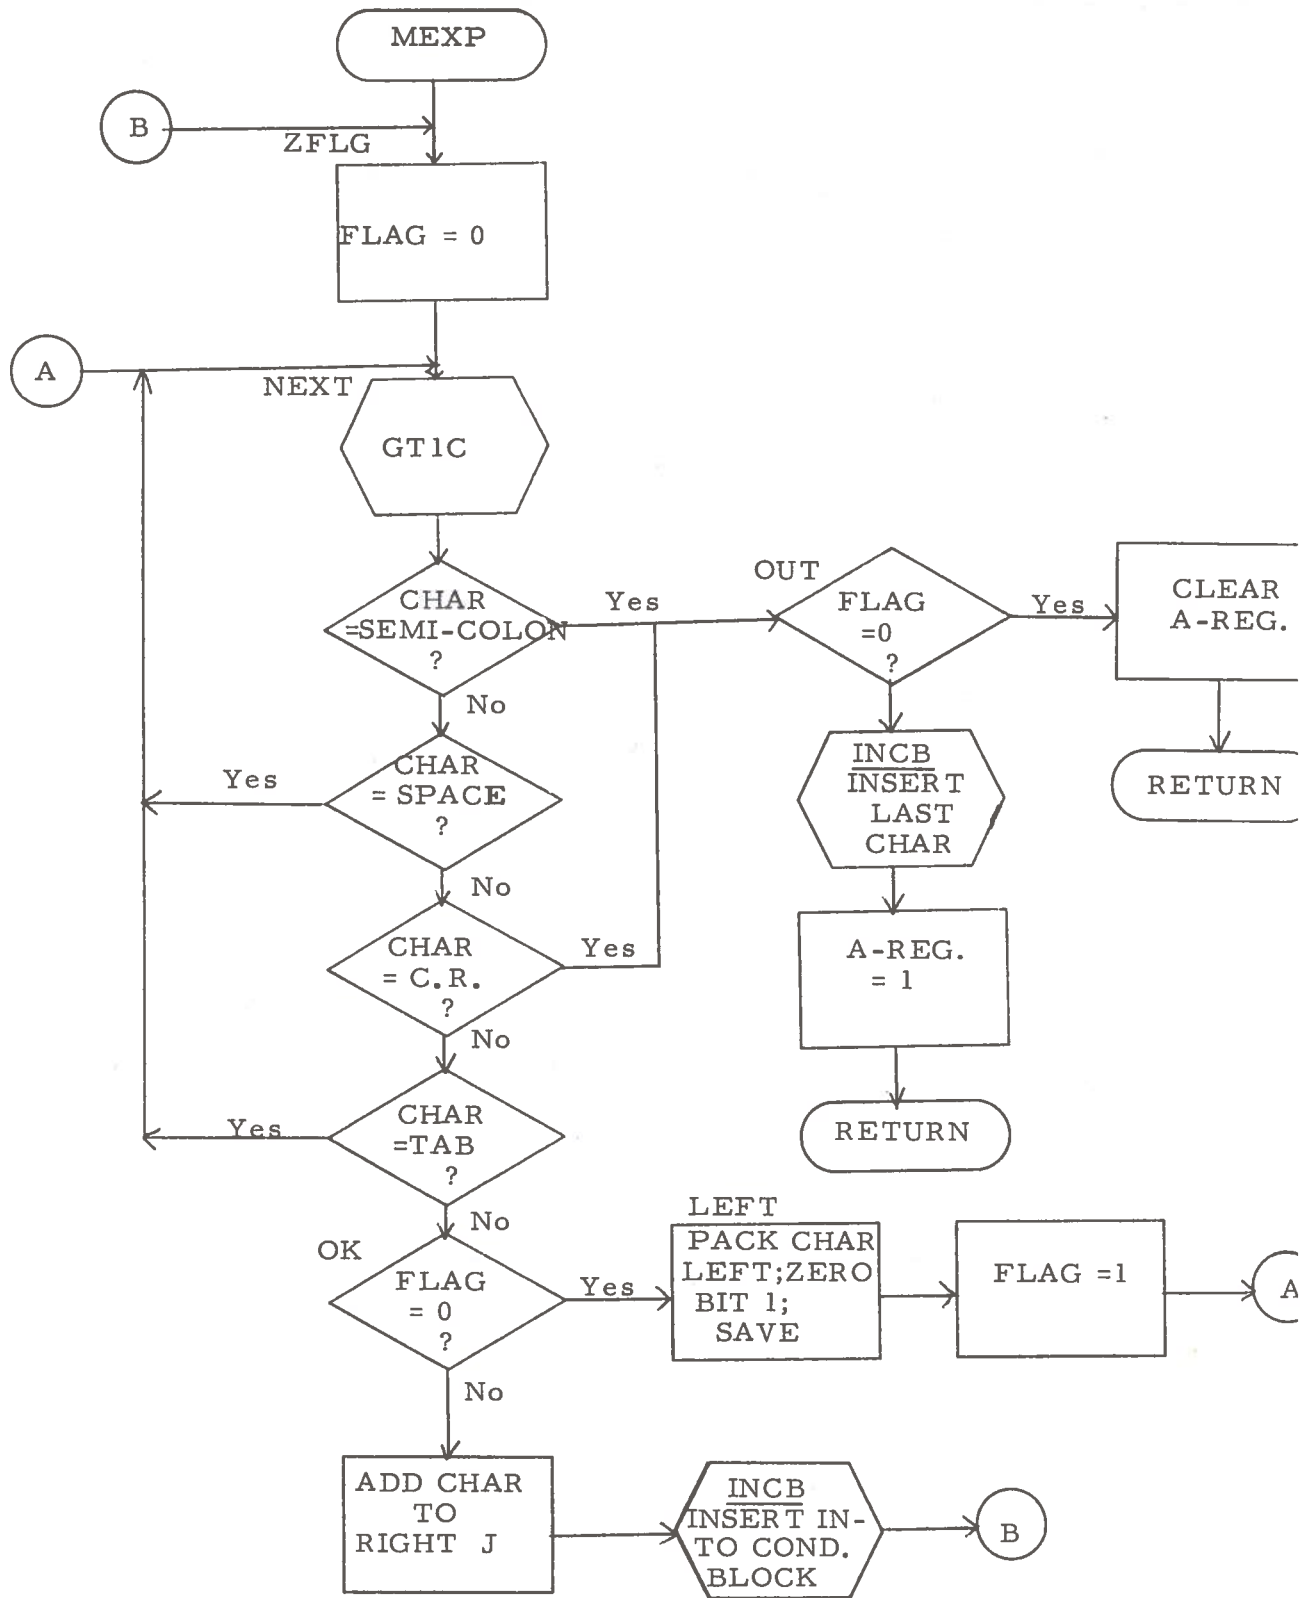 MEXP
B
ZFLG
FLAG = 0
A
NEXT
GT1C
CHAR
=SEMI-COLON
?
Yes
OUT
FLAG
=0
?
Yes
CLEAR
A-REG.
No
RETURN
CHAR
= SPACE
?
Yes
INCB
INSERT
LAST
CHAR
No
CHAR
= C.R.
?
Yes
A-REG.
= 1
No
RETURN
CHAR
=TAB
?
Yes
No
OK
FLAG
= 0
?
Yes
LEFT
PACK CHAR
LEFT;ZERO
BIT 1;
SAVE
FLAG =1
A
No
ADD CHAR
TO
RIGHT J
INCB
INSERT IN-
TO COND.
BLOCK
B